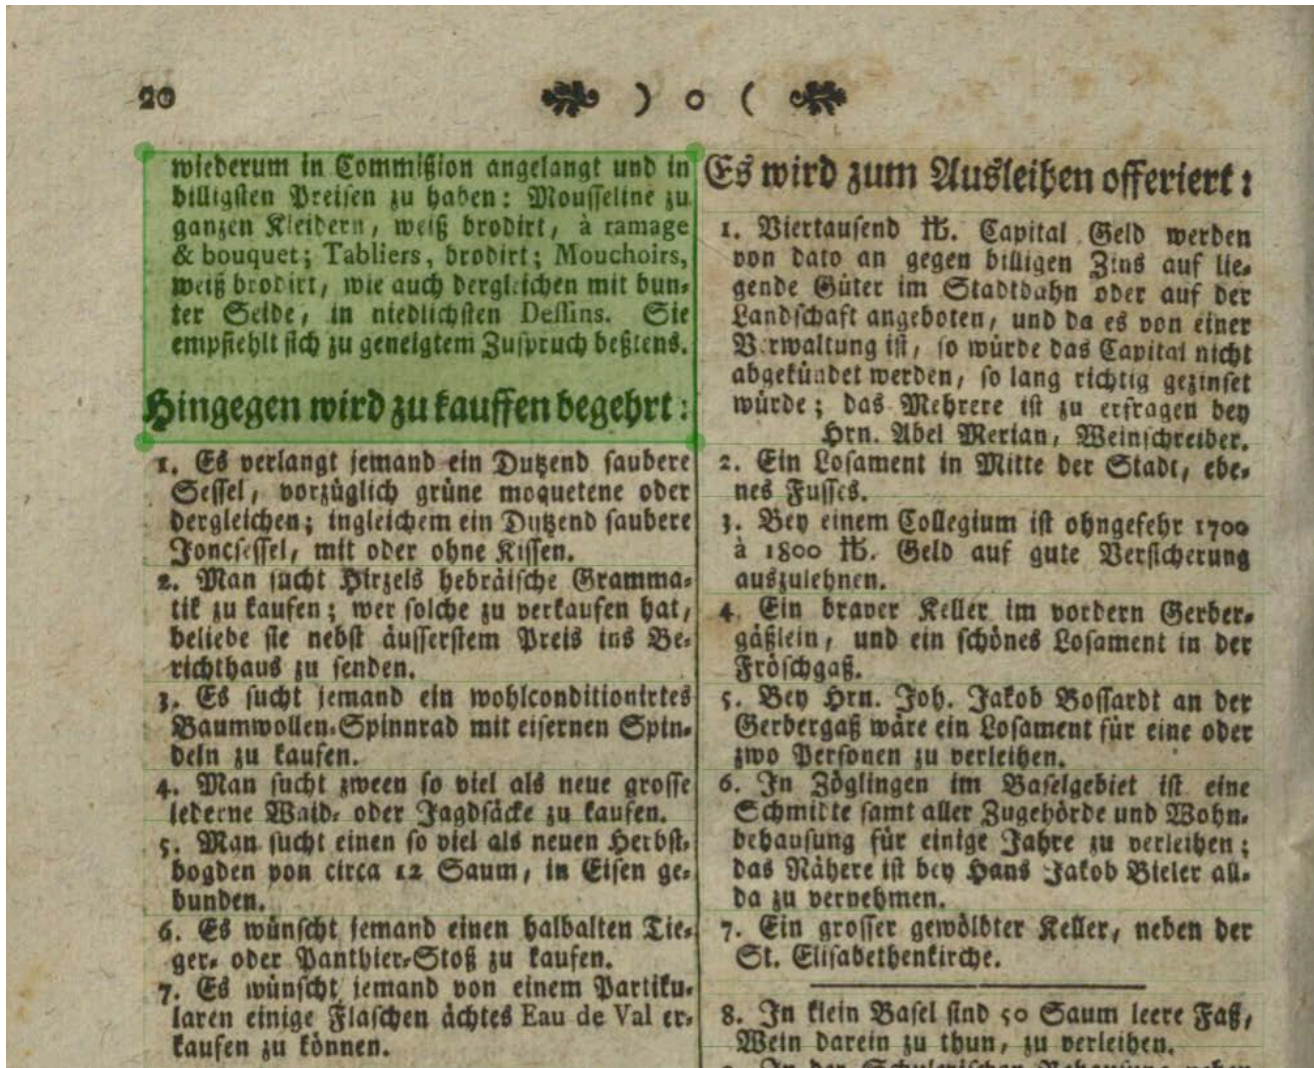 20 ) o (
wiederum in Commißion angelangt und in
billigsten Preisen zu haben: Mousseline zu
ganzen Kleidern, weiß brodirt, à ramage
& bouquet; Tabliers, brodirt; Mouchoirs,
weiß brodirt, wie auch dergleichen mit bun-
ter Seide, in niedlichsten Dessins. Sie
empfiehlt sich zu geneigtem Zuspruch beßtens.
Hingegen wird zu kauffen begehrt:
1. Es verlangt jemand ein Dutzend saubere
Sessel, vorzüglich grüne moquetene oder
dergleichen; ingleichem ein Dutzend saubere
Joncsessel, mit oder ohne Kissen.
2. Man sucht Hirzels hebräische Gramma-
tik zu kaufen; wer solche zu verkaufen hat,
beliebe sie nebst äusserstem Preis ins Be-
richthaus zu senden.
3. Es sucht jemand ein wohlconditionirtes
Baumwollen-Spinnrad mit eisernen Spin-
deln zu kaufen.
4. Man sucht zween so viel als neue grosse
lederne Waid- oder Jagdsäcke zu kaufen.
5. Man sucht einen so viel als neuen Herbst-
bogden von circa 12 Saum, in Eisen ge-
bunden.
6. Es wünscht jemand einen halbalten Tie-
ger- oder Panthier-Stoß zu kaufen.
7. Es wünscht jemand von einem Partiku-
laren einige Flaschen ächtes Eau de Val er-
kaufen zu können.
Es wird zum Ausleihen offeriert:
1. Viertausend ℔. Capital Geld werden
von dato an gegen billigen Zins auf lie-
gende Güter im Stadtbahn oder auf der
Landschaft angeboten, und da es von einer
Verwaltung ist, so würde das Capital nicht
abgekündet werden, so lang richtig gezinset
würde; das Mehrere ist zu erfragen bey
Hrn. Abel Merian, Weinschreiber.
2. Ein Losament in Mitte der Stadt, ebe-
nes Fusses.
3. Bey einem Collegium ist ohngefehr 1700
à 1800 ℔. Geld auf gute Versicherung
auszulehnen.
4. Ein braver Keller im vordern Gerber-
gäßlein, und ein schönes Losament in der
Fröschgaß.
5. Bey Hrn. Joh. Jakob Bossardt an der
Gerbergaß wäre ein Losament für eine oder
zwo Personen zu verleihen.
6. In Zöglingen im Baselgebiet ist eine
Schmitte samt aller Zugehörde und Wohn-
behausung für einige Jahre zu verleihen;
das Nähere ist bey Hans Jakob Bieler all-
da zu vernehmen.
7. Ein grosser gewölbter Keller, neben der
St. Elisabethenkirche.
8. In klein Basel sind 50 Saum leere Faß,
Wein darein zu thun, zu verleihen.